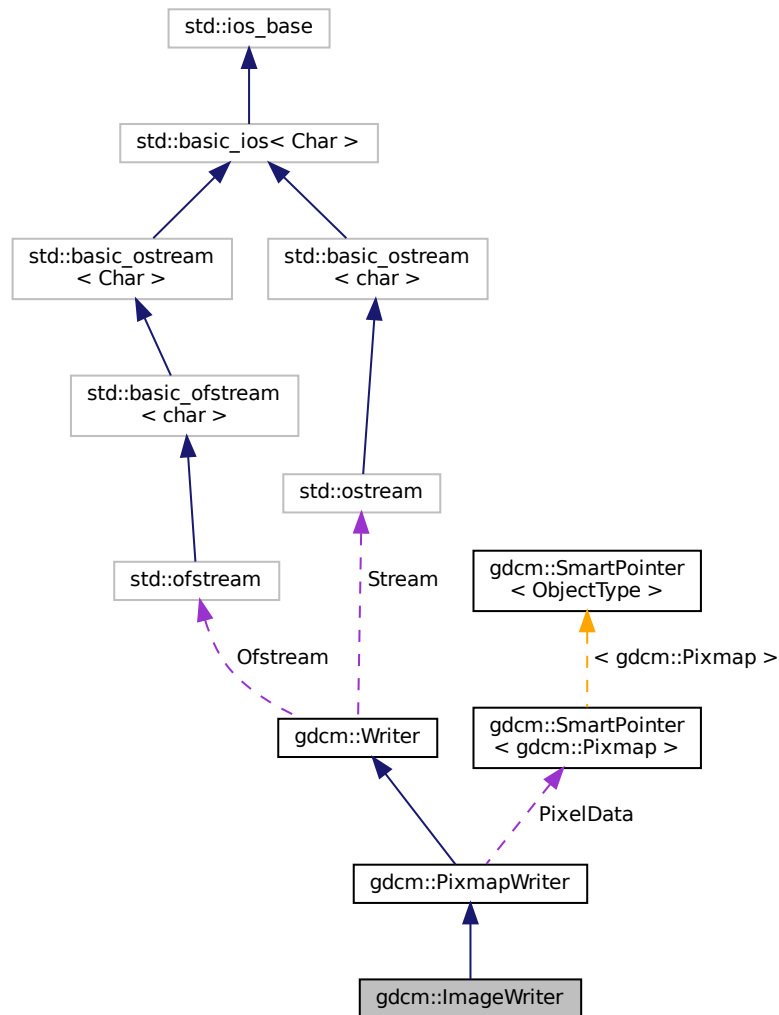 std::ios_base
std::basic_ios< Char >
std::basic_ostream
< Char >
std::basic_ostream
< char >
std::basic_ofstream
< char >
std::ostream
std::ofstream
Stream
gdcm::SmartPointer
< ObjectType >
Ofstream
< gdcm::Pixmap >
gdcm::Writer
gdcm::SmartPointer
< gdcm::Pixmap >
PixelData
gdcm::PixmapWriter
gdcm::ImageWriter